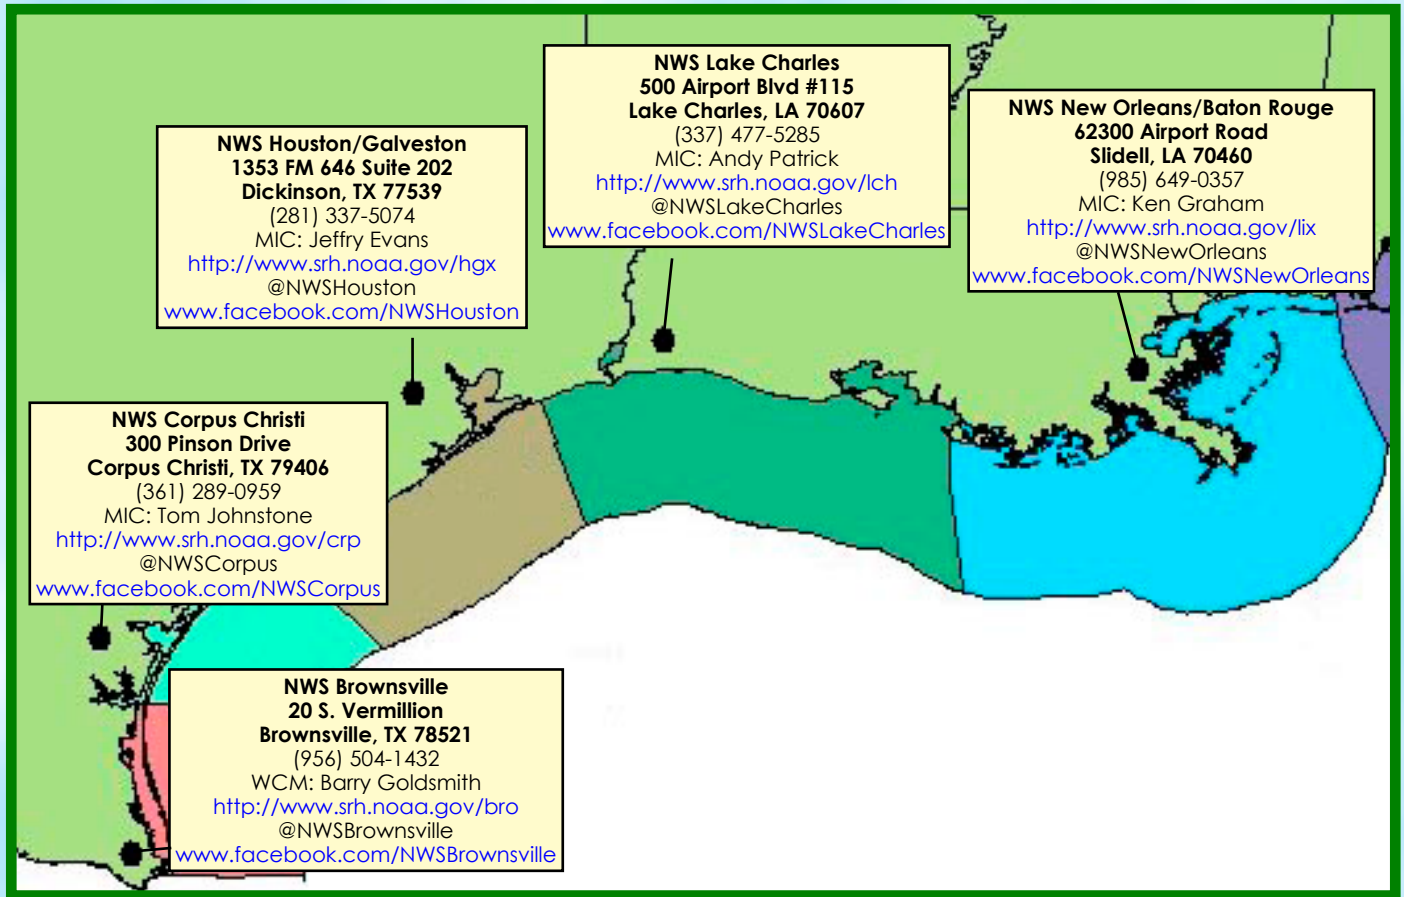 NWS Lake Charles
500 Airport Blvd #115
Lake Charles, LA 70607
(337) 477-5285
MIC: Andy Patrick
http://www.srh.noaa.gov/lch
@NWSLakeCharles
www.facebook.com/NWSLakeCharles
NWS New Orleans/Baton Rouge
62300 Airport Road
Slidell, LA 70460
(985) 649-0357
MIC: Ken Graham
http://www.srh.noaa.gov/lix
@NWSNewOrleans
www.facebook.com/NWSNewOrleans
NWS Houston/Galveston
1353 FM 646 Suite 202
Dickinson, TX 77539
(281) 337-5074
MIC: Jeffry Evans
http://www.srh.noaa.gov/hgx
@NWSHouston
www.facebook.com/NWSHouston
NWS Corpus Christi
300 Pinson Drive
Corpus Christi, TX 79406
(361) 289-0959
MIC: Tom Johnstone
http://www.srh.noaa.gov/crp
@NWSCorpus
www.facebook.com/NWSCorpus
NWS Brownsville
20 S. Vermillion
Brownsville, TX 78521
(956) 504-1432
WCM: Barry Goldsmith
http://www.srh.noaa.gov/bro
@NWSBrownsville
www.facebook.com/NWSBrownsville